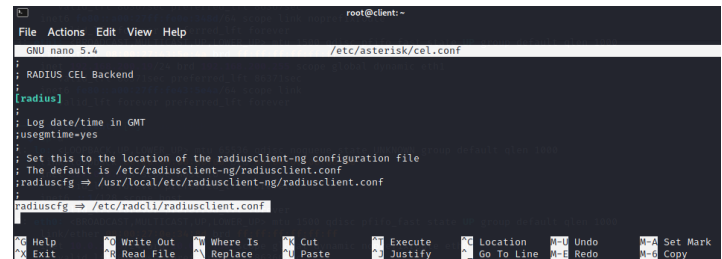 root@client: ~
File Actions Edit View Help
GNU nano 5.4 /etc/asterisk/cel.conf
;
; RADIUS CEL Backend
;
[radius]
;
; Log date/time in GMT
;usegmtime=yes
;
; Set this to the location of the radiusclient-ng configuration file
; The default is /etc/radiusclient-ng/radiusclient.conf
;radiuscfg ⇒ /usr/local/etc/radiusclient-ng/radiusclient.conf
;
radiuscfg ⇒ /etc/radcli/radiusclient.conf
^G Help ^O Write Out ^W Where Is ^K Cut ^T Execute ^C Location M-U Undo M-A Set Mark
^X Exit ^R Read File ^\ Replace ^U Paste ^J Justify ^_ Go To Line M-E Redo M-6 Copy